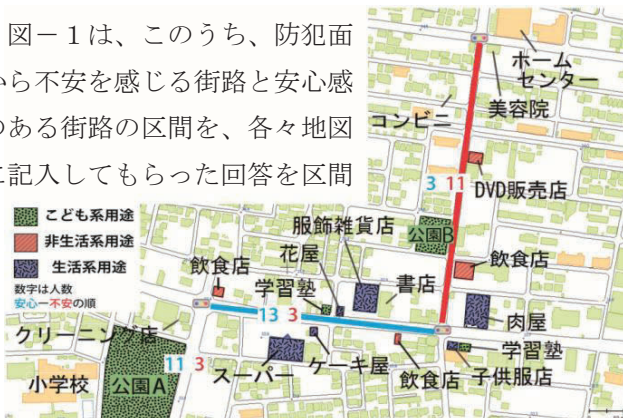 図－１は、このうち、防犯面
から不安を感じる街路と安心感
のある街路の区間を、各々地図
に記入してもらった回答を区間
ホーム
センター
美容院
コンビニ
3 11
DVD販売店
こども系用途
非生活系用途
生活系用途
数字は人数
安心ー不安の順
服飾雑貨店
花屋
公園B
飲食店
学習塾
書店
飲食店
13 3
肉屋
クリーニング店
11 3
スーパー
ケーキ屋
飲食店
学習塾
子供服店
小学校
公園A